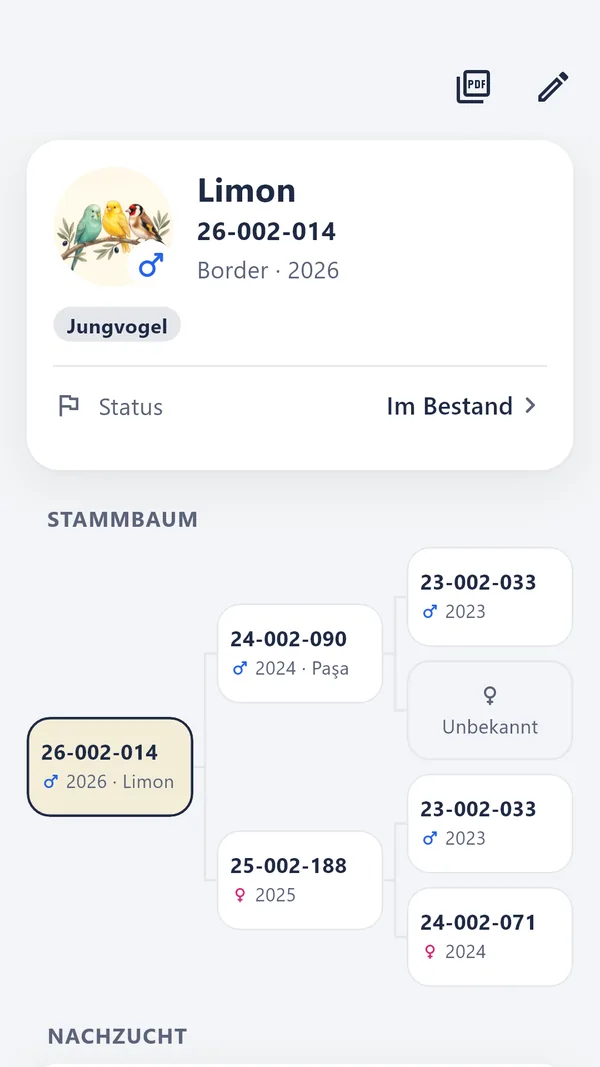 PDF
Limon
26-002-014
Border · 2026
Jungvogel
Status
Im Bestand
STAMMBAUM
23-002-033
♂ 2023
24-002-090
♂ 2024 · Paşa
♀
Unbekannt
26-002-014
♂ 2026 · Limon
23-002-033
♂ 2023
25-002-188
♀ 2025
24-002-071
♀ 2024
NACHZUCHT